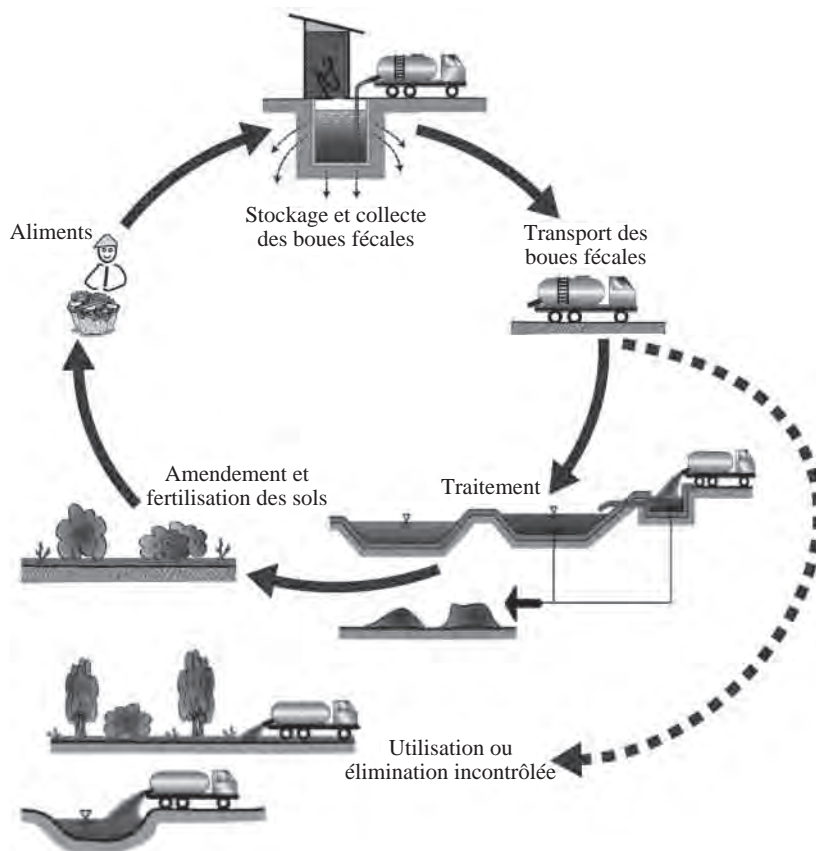 Stockage et collecte
des boues fécales
Aliments
Transport des
boues fécales
Amendement et
fertilisation des sols
Traitement
Utilisation ou
élimination incontrôlée